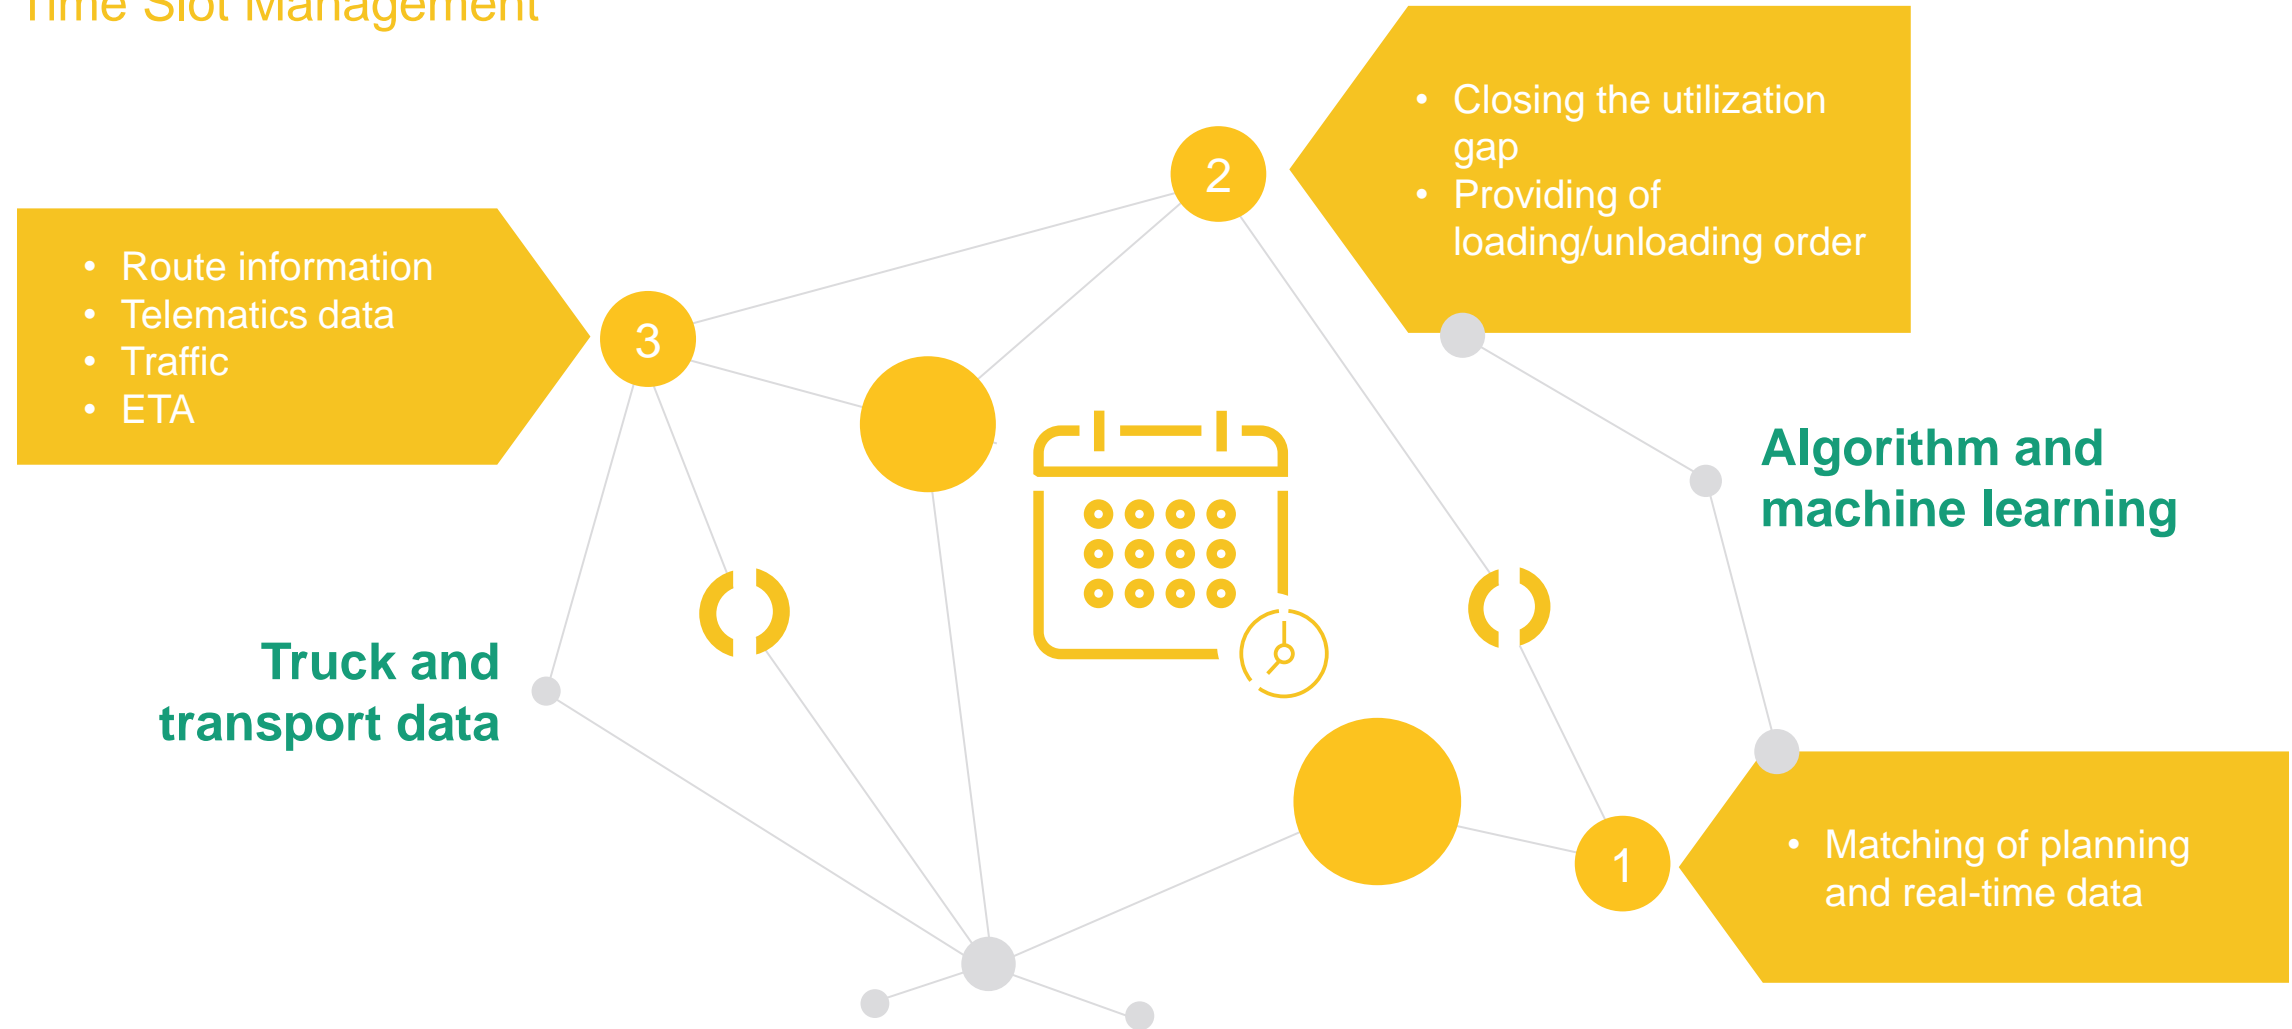 Time Slot Management
• Closing the utilization
gap
• Providing of
loading/unloading order
2
• Route information
• Telematics data
• Traffic
• ETA
3
Algorithm and
machine learning
Truck and
transport data
1
• Matching of planning
and real-time data